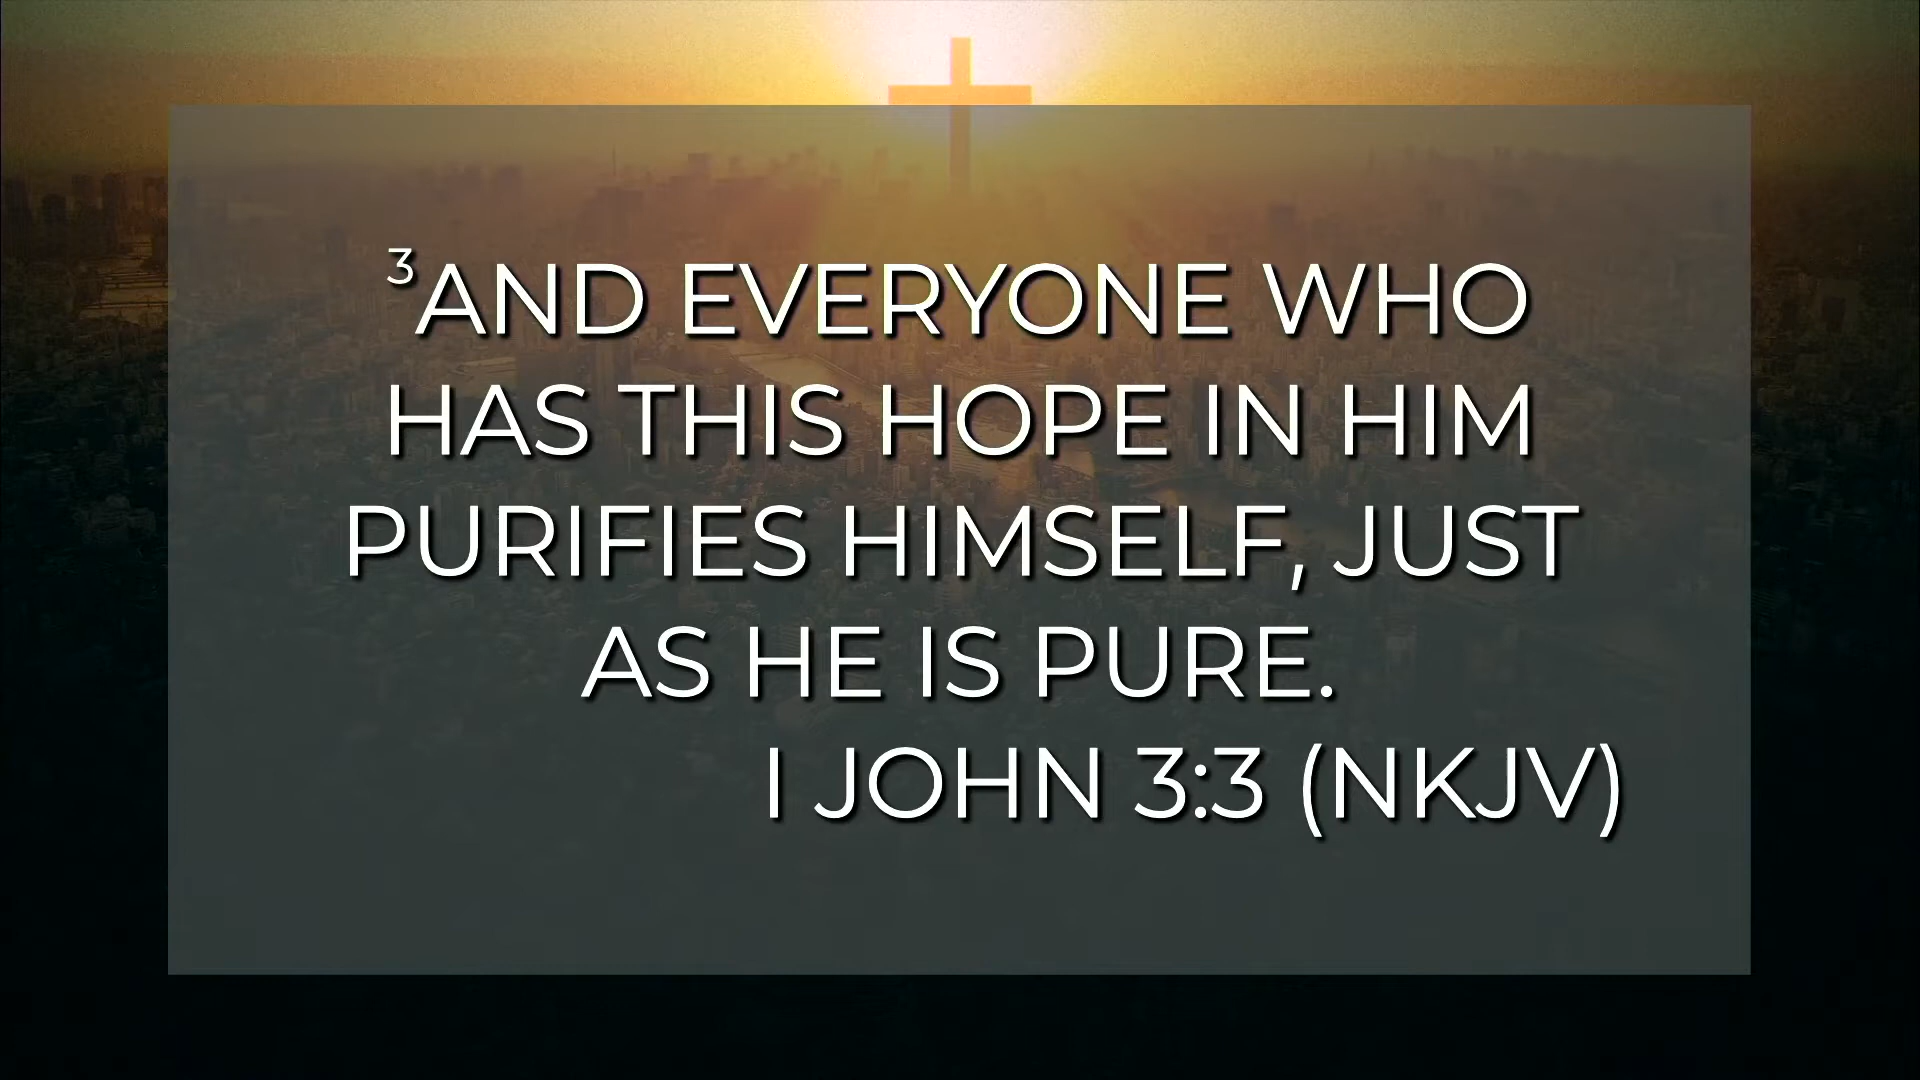 ³AND EVERYONE WHO
HAS THIS HOPE IN HIM
PURIFIES HIMSELF, JUST
AS HE IS PURE.
I JOHN 3:3 (NKJV)